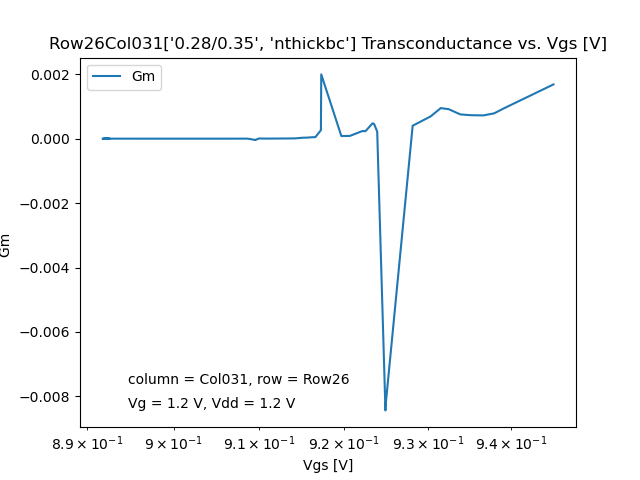 Row26Col031['0.28/0.35', 'nthickbc'] Transconductance vs. Vgs [V]
Gm
0.002
0.000
−0.002
−0.004
−0.006
−0.008
Gm
column = Col031, row = Row26
Vg = 1.2 V, Vdd = 1.2 V
8.9 × 10⁻¹ 9 × 10⁻¹ 9.1 × 10⁻¹ 9.2 × 10⁻¹ 9.3 × 10⁻¹ 9.4 × 10⁻¹
Vgs [V]